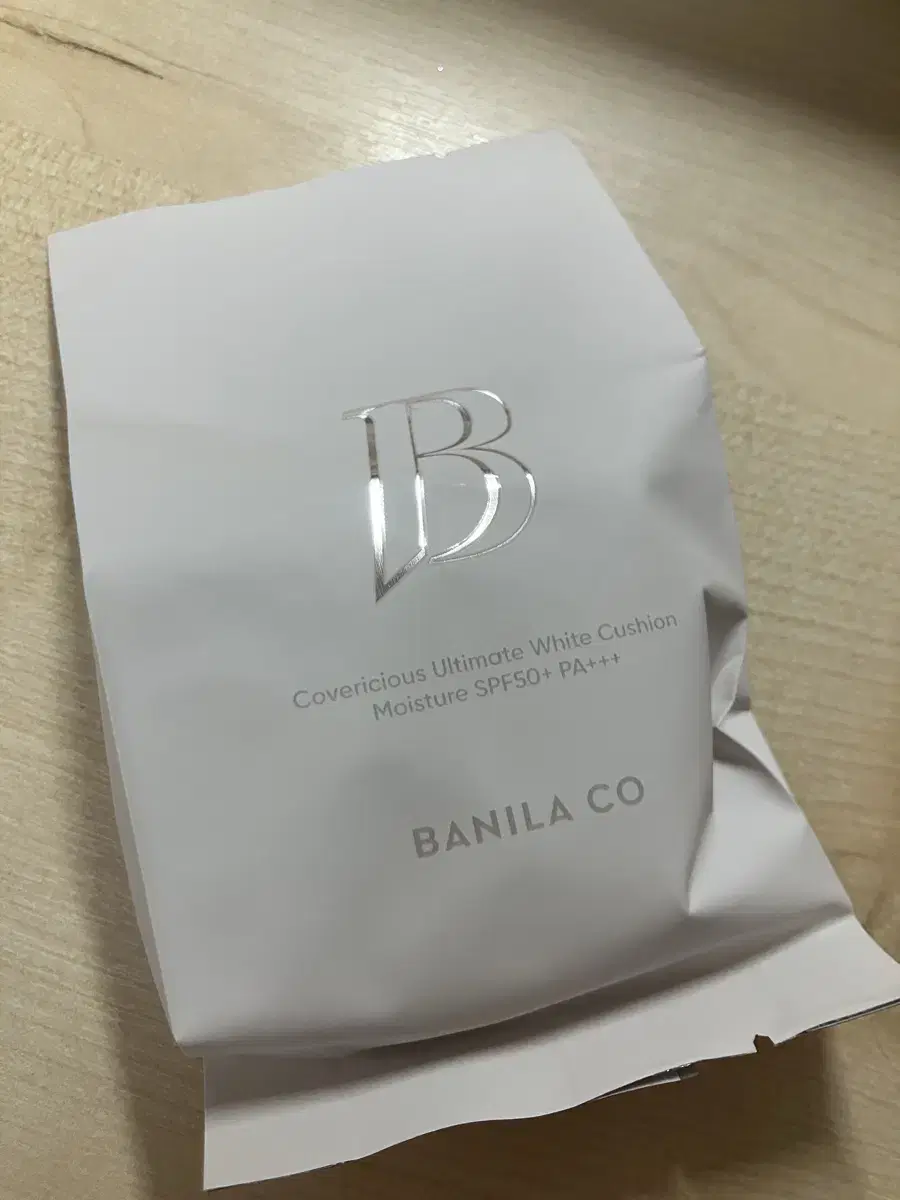 B
Covericious Ultimate White Cushion
Moisture SPF50+ PA+++
BANILA CO